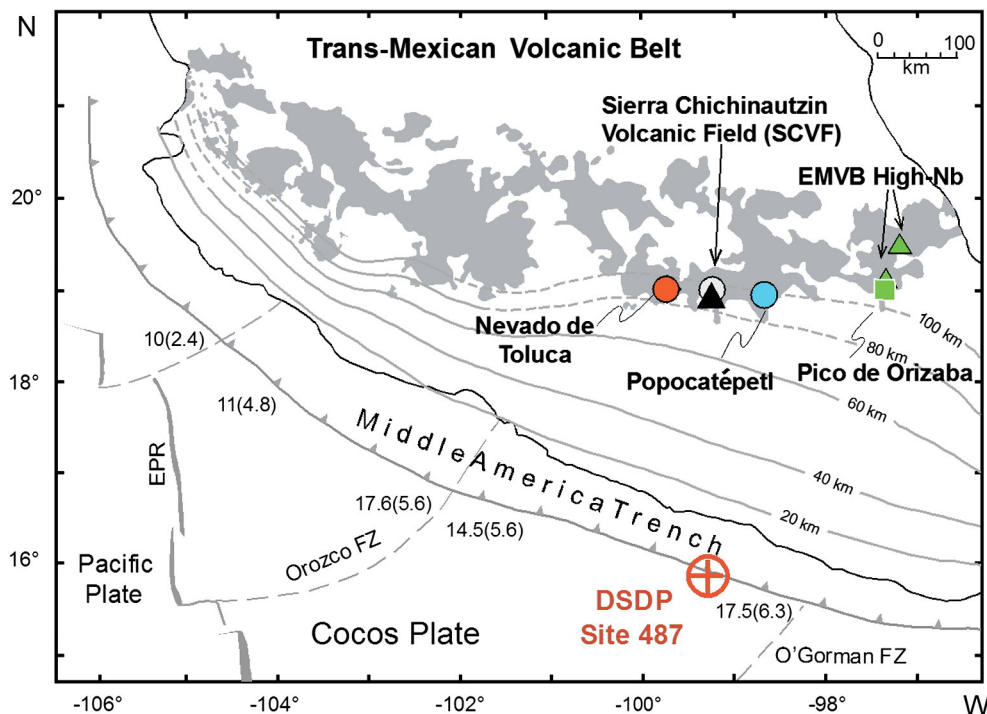 N
Trans-Mexican Volcanic Belt
0 100
km
Sierra Chichinautzin
Volcanic Field (SCVF)
EMVB High-Nb
20°
Nevado de
Toluca
Popocatépetl
Pico de Orizaba
100 km
80 km
60 km
40 km
20 km
10(2.4)
18°
11(4.8)
EPR
Middle America Trench
17.6(5.6)
14.5(5.6)
16°
Orozco FZ
Pacific
Plate
Cocos Plate
DSDP
Site 487
17.5(6.3)
O'Gorman FZ
-106° -104° -102° -100° -98° W